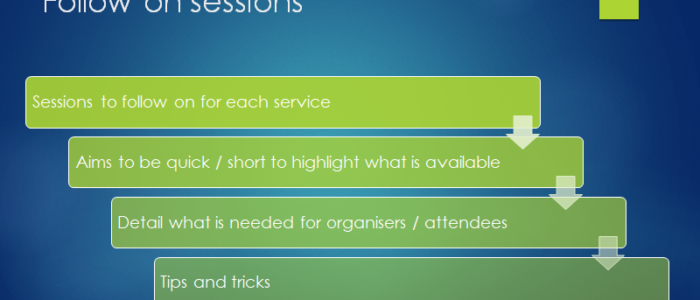 Follow on sessions
Sessions to follow on for each service
Aims to be quick / short to highlight what is available
Detail what is needed for organisers / attendees
Tips and tricks